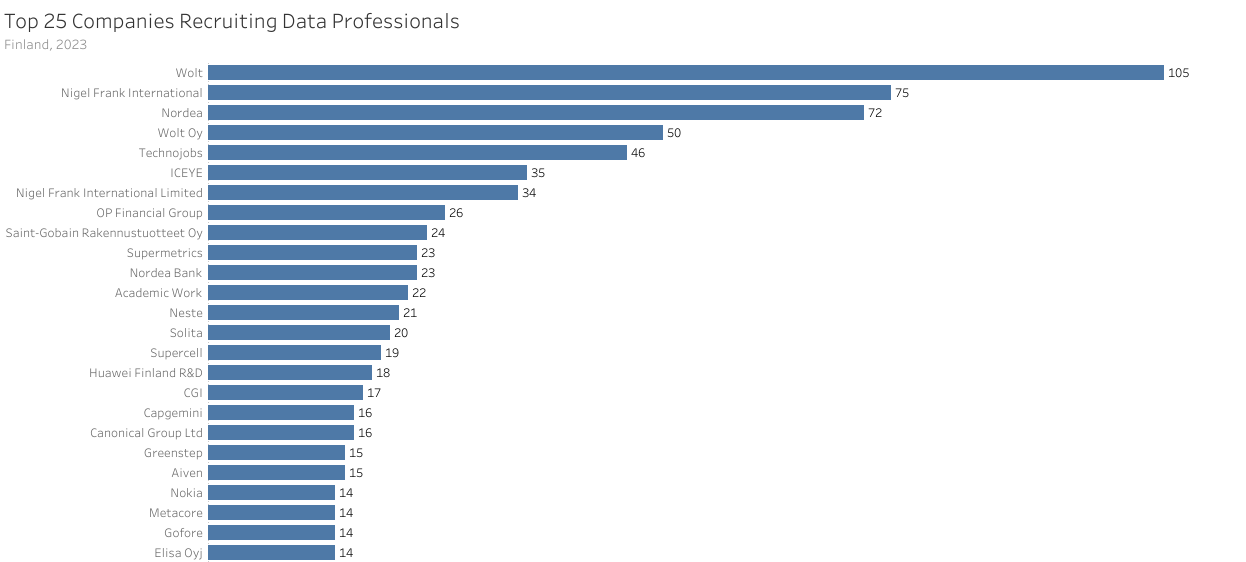 Top 25 Companies Recruiting Data Professionals
Finland, 2023
Wolt 105
Nigel Frank International 75
Nordea 72
Wolt Oy 50
Technojobs 46
ICEYE 35
Nigel Frank International Limited 34
OP Financial Group 26
Saint-Gobain Rakennustuotteet Oy 24
Supermetrics 23
Nordea Bank 23
Academic Work 22
Neste 21
Solita 20
Supercell 19
Huawei Finland R&D 18
CGI 17
Capgemini 16
Canonical Group Ltd 16
Greenstep 15
Aiven 15
Nokia 14
Metacore 14
Gofore 14
Elisa Oyj 14